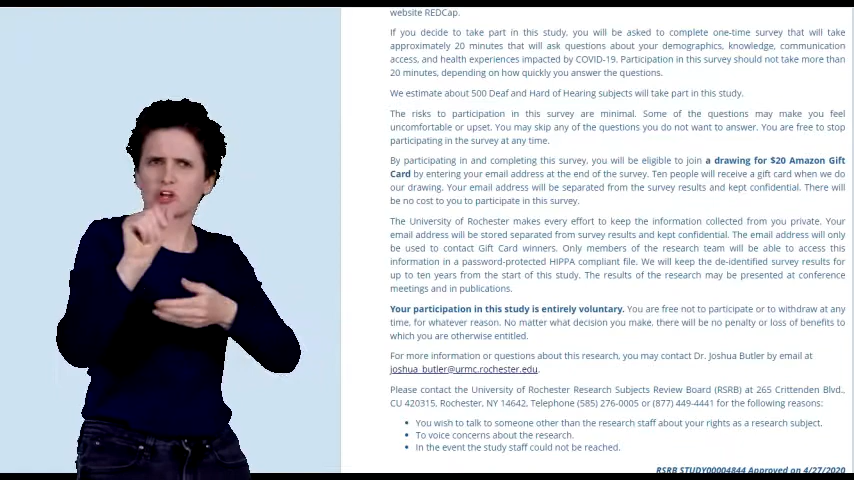 website REDCap.
If you decide to take part in this study, you will be asked to complete one-time survey that will take
approximately 20 minutes that will ask questions about your demographics, knowledge, communication
access, and health experiences impacted by COVID-19. Participation in this survey should not take more than
20 minutes, depending on how quickly you answer the questions.
We estimate about 500 Deaf and Hard of Hearing subjects will take part in this study.
The risks to participation in this survey are minimal. Some of the questions may make you feel
uncomfortable or upset. You may skip any of the questions you do not want to answer. You are free to stop
participating in the survey at any time.
By participating in and completing this survey, you will be eligible to join a drawing for $20 Amazon Gift
Card by entering your email address at the end of the survey. Ten people will receive a gift card when we do
our drawing. Your email address will be separated from the survey results and kept confidential. There will
be no cost to you to participate in this survey.
The University of Rochester makes every effort to keep the information collected from you private. Your
email address will be stored separated from survey results and kept confidential. The email address will only
be used to contact Gift Card winners. Only members of the research team will be able to access this
information in a password-protected HIPPA compliant file. We will keep the de-identified survey results for
up to ten years from the start of this study. The results of the research may be presented at conference
meetings and in publications.
Your participation in this study is entirely voluntary. You are free not to participate or to withdraw at any
time, for whatever reason. No matter what decision you make, there will be no penalty or loss of benefits to
which you are otherwise entitled.
For more information or questions about this research, you may contact Dr. Joshua Butler by email at
joshua_butler@urmc.rochester.edu.
Please contact the University of Rochester Research Subjects Review Board (RSRB) at 265 Crittenden Blvd.,
CU 420315, Rochester, NY 14642, Telephone (585) 276-0005 or (877) 449-4441 for the following reasons:
• You wish to talk to someone other than the research staff about your rights as a research subject.
• To voice concerns about the research.
• In the event the study staff could not be reached.
RSRB STUDY00004844 Approved on 4/27/2020